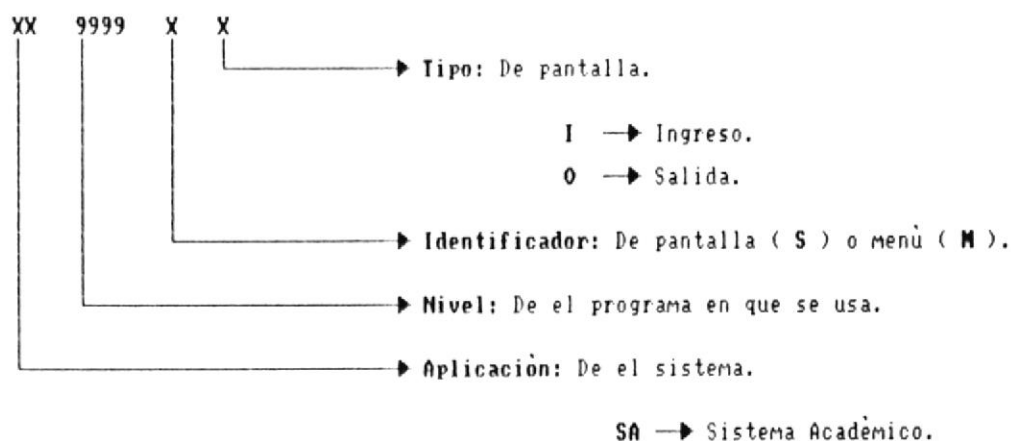 XX 9999 X X
Tipo: De pantalla.
I → Ingreso.
O → Salida.
Identificador: De pantalla ( S ) o menù ( M ).
Nivel: De el programa en que se usa.
Aplicaciòn: De el sistema.
SA → Sistema Acadèmico.